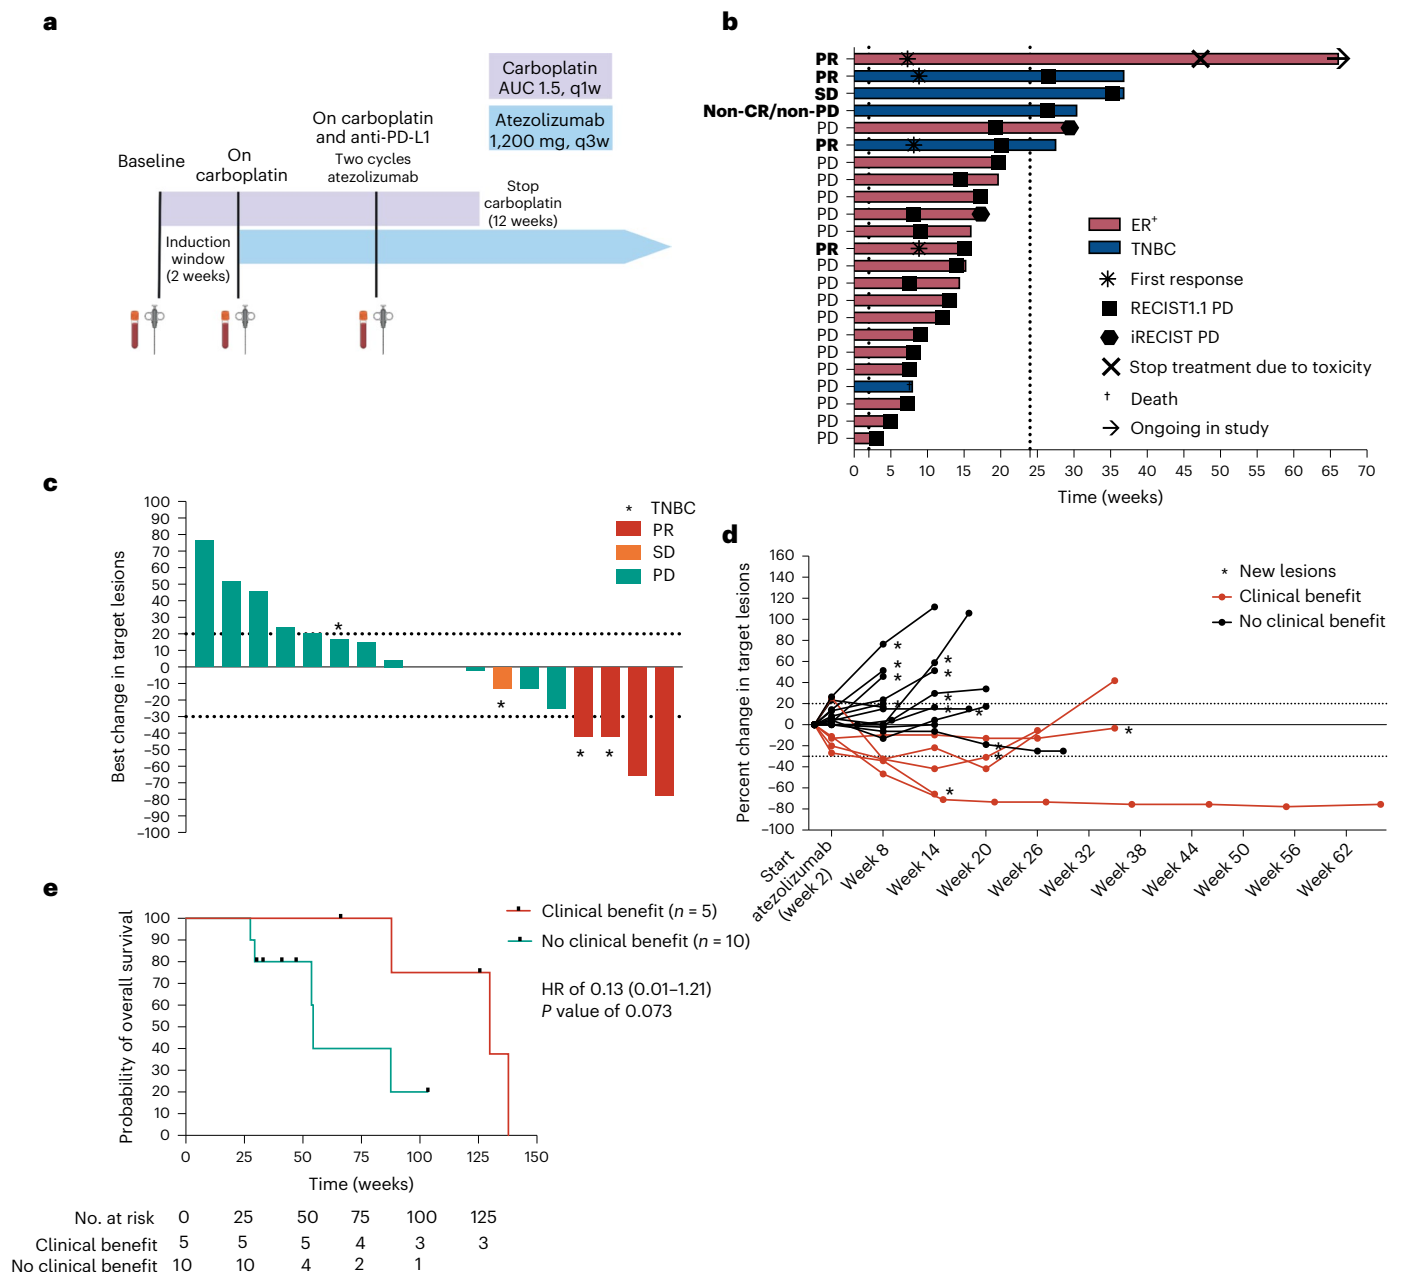 a
Carboplatin
AUC 1.5, q1w
Atezolizumab
1,200 mg, q3w
On carboplatin
and anti-PD-L1
Two cycles
atezolizumab
Baseline
On
carboplatin
Stop
carboplatin
(12 weeks)
Induction
window
(2 weeks)
b
PR
PR
SD
Non-CR/non-PD
PD
PR
PD
PD
PD
PD
PD
PR
PD
PD
PD
PD
PD
PD
PD
PD
PD
PD
PD
ER+
TNBC
First response
RECIST1.1 PD
iRECIST PD
Stop treatment due to toxicity
† Death
Ongoing in study
0 5 10 15 20 25 30 35 40 45 50 55 60 65 70
Time (weeks)
c
Best change in target lesions
100
90
80
70
60
50
40
30
20
10
0
–10
–20
–30
–40
–50
–60
–70
–80
–90
–100
* TNBC
PR
SD
PD
d
Percent change in target lesions
160
140
120
100
80
60
40
20
0
–20
–40
–60
–80
–100
* New lesions
Clinical benefit
No clinical benefit
Start
atezolizumab
(week 2)
Week 8
Week 14
Week 20
Week 26
Week 32
Week 38
Week 44
Week 50
Week 56
Week 62
e
Probability of overall survival
100
90
80
70
60
50
40
30
20
10
0
0 25 50 75 100 125 150
Time (weeks)
Clinical benefit (n = 5)
No clinical benefit (n = 10)
HR of 0.13 (0.01–1.21)
P value of 0.073
No. at risk 0 25 50 75 100 125
Clinical benefit 5 5 5 4 3 3
No clinical benefit 10 10 4 2 1